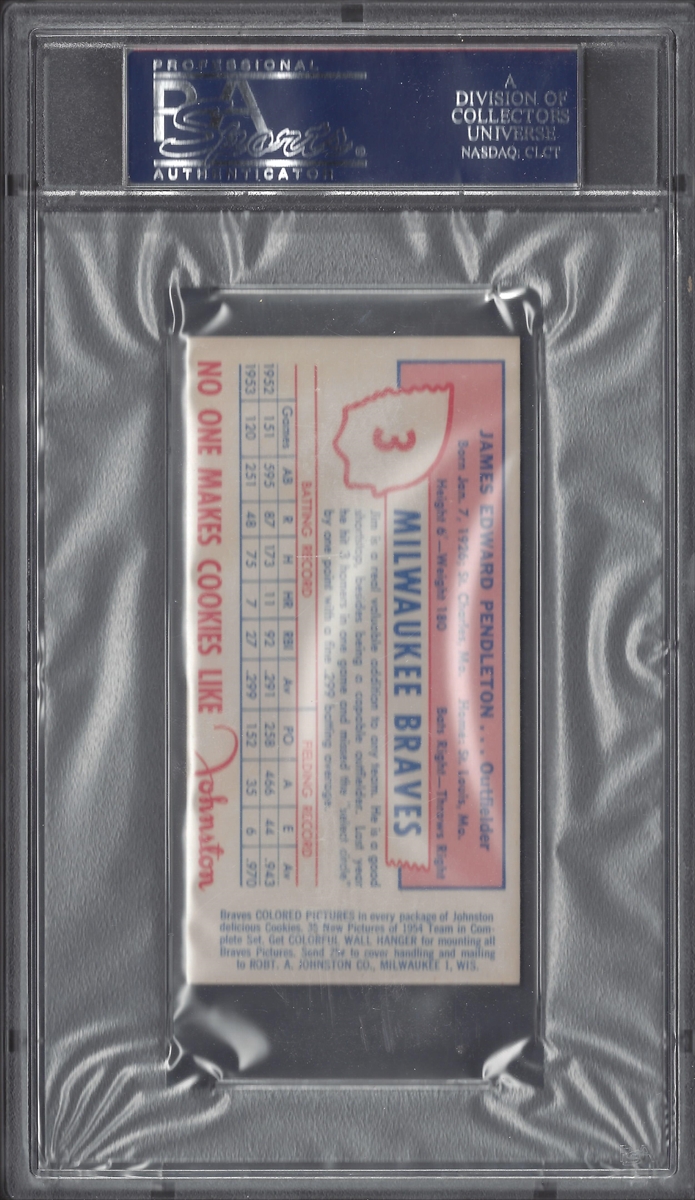 PROFESSIONAL
PSA
Sports
AUTHENTICATOR
A
DIVISION OF
COLLECTORS
UNIVERSE
NASDAQ: CLCT
JAMES EDWARD PENDLETON . . . Outfielder
Born Jan. 7, 1926, St. Charles, Mo. Home: St. Louis, Mo.
Height 6'—Weight 180 Bats Right—Throws Right
3
MILWAUKEE BRAVES
Jim is a real valuable addition to any team. He is a good
shortstop, besides being a capable outfielder. Last year
he hit 3 homers in one game and missed the "select circle"
by one point with a fine .299 batting average.
BATTING RECORD FIELDING RECORD
Games AB R H HR RBI Av PO A E Av
1952 151 595 87 173 11 92 .291 258 466 44 .943
1953 120 251 48 75 7 27 .299 152 35 6 .970
NO ONE MAKES COOKIES LIKE Johnston
Braves COLORED PICTURES in every package of Johnston
delicious Cookies. 35 New Pictures of 1954 Team in Com-
plete Set. Get COLORFUL WALL HANGER for mounting all
Braves Pictures. Send 25¢ to cover handling and mailing
to ROBT. A. JOHNSTON CO., MILWAUKEE 1, WIS.